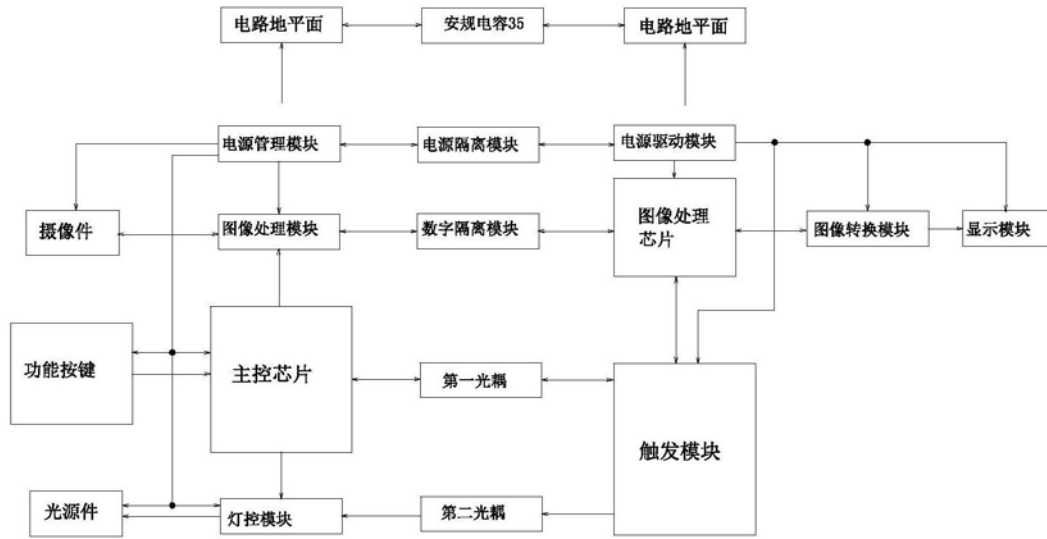 电路地平面
安规电容35
电路地平面
电源管理模块
电源隔离模块
电源驱动模块
摄像件
图像处理模块
数字隔离模块
图像处理
芯片
图像转换模块
显示模块
功能按键
主控芯片
第一光耦
触发模块
光源件
灯控模块
第二光耦